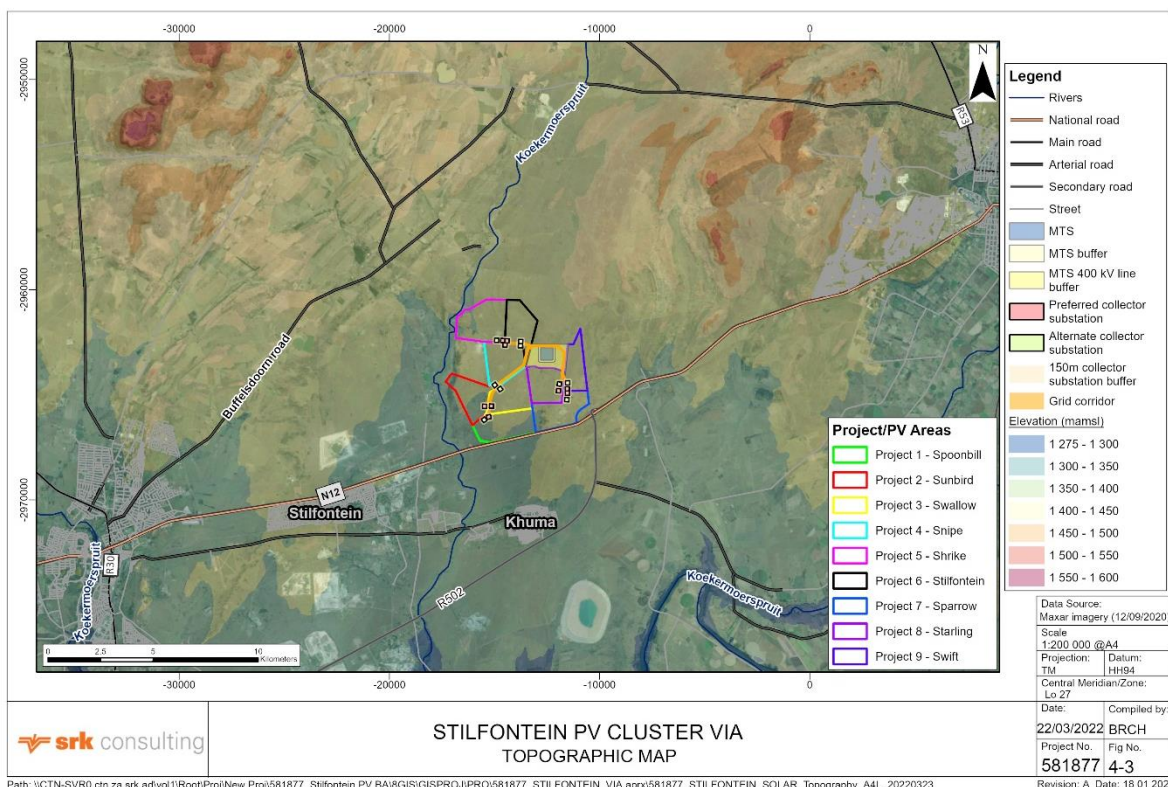 -30000
-20000
-10000
0
-2950000
-2960000
-2970000
N
Koekermoerspruit
R53
Buffelsdoorn road
N12
Stilfontein
Khuma
R30
Koekermoerspruit
R502
Koekermoerspruit
0 2.5 5 10
Kilometers
-30000
-20000
-10000
0
Legend
Rivers
National road
Main road
Arterial road
Secondary road
Street
MTS
MTS buffer
MTS 400 kV line
buffer
Preferred collector
substation
Alternate collector
substation
150m collector
substation buffer
Grid corridor
Elevation (mamsl)
1 275 - 1 300
1 300 - 1 350
1 350 - 1 400
1 400 - 1 450
1 450 - 1 500
1 500 - 1 550
1 550 - 1 600
Project/PV Areas
Project 1 - Spoonbill
Project 2 - Sunbird
Project 3 - Swallow
Project 4 - Snipe
Project 5 - Shrike
Project 6 - Stilfontein
Project 7 - Sparrow
Project 8 - Starling
Project 9 - Swift
Data Source:
Maxar imagery (12/09/2020)
Scale
1:200 000 @A4
Projection: Datum:
TM HH94
Central Meridian/Zone:
Lo 27
Date: Compiled by:
22/03/2022 BRCH
Project No. Fig No.
581877 4-3
srk consulting
STILFONTEIN PV CLUSTER VIA
TOPOGRAPHIC MAP
Revision: A Date: 18 01 202